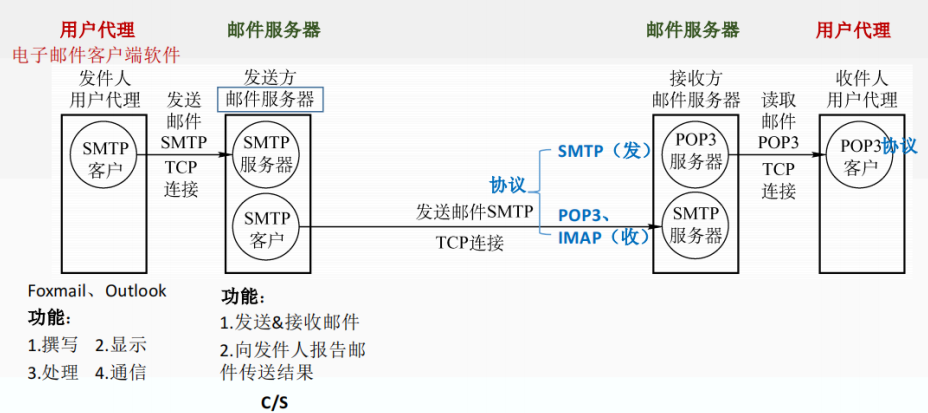 用户代理
邮件服务器
邮件服务器
用户代理
电子邮件客户端软件
发件人
用户代理
发送
邮件
SMTP
TCP
连接
发送方
邮件服务器
接收方
邮件服务器
读取
邮件
POP3
TCP
连接
收件人
用户代理
SMTP
客户
SMTP
服务器
SMTP
客户
发送邮件SMTP
TCP连接
协议
SMTP（发）
POP3、
IMAP（收）
POP3
服务器
SMTP
服务器
POP3
客户
协议
Foxmail、Outlook
功能：
1.撰写 2.显示
3.处理 4.通信
功能：
1.发送&接收邮件
2.向发件人报告邮
件传送结果
C/S